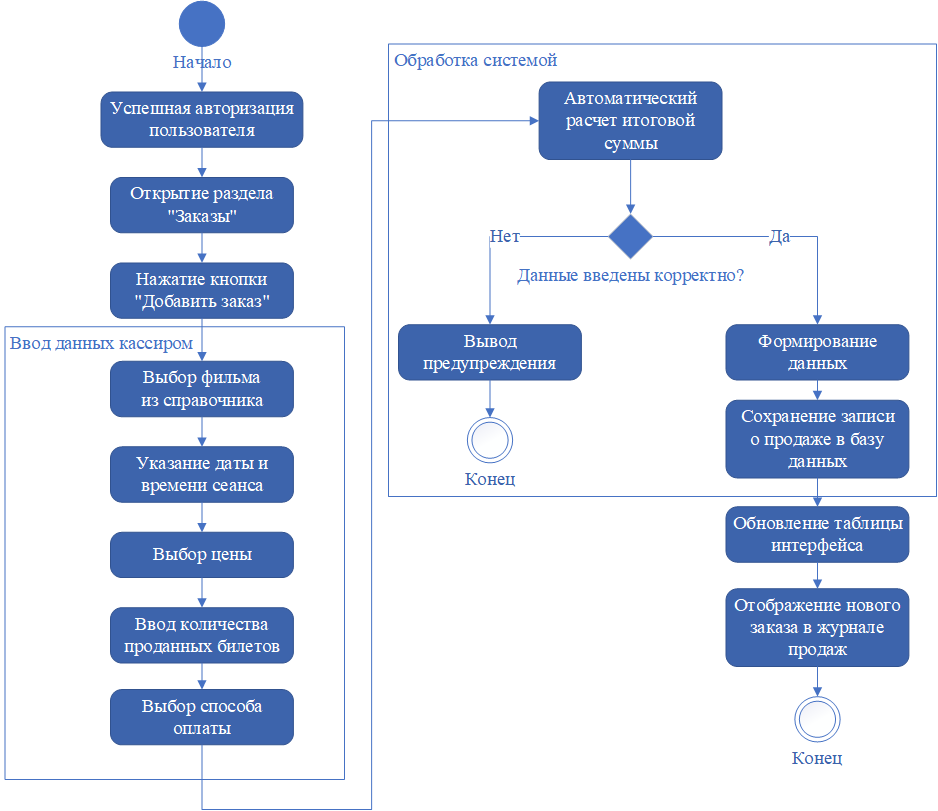 Начало
Успешная авторизация
пользователя
Открытие раздела
"Заказы"
Нажатие кнопки
"Добавить заказ"
Ввод данных кассиром
Выбор фильма
из справочника
Указание даты и
времени сеанса
Выбор цены
Ввод количества
проданных билетов
Выбор способа
оплаты
Обработка системой
Автоматический
расчет итоговой
суммы
Нет
Да
Данные введены корректно?
Вывод
предупреждения
Конец
Формирование
данных
Сохранение записи
о продаже в базу
данных
Обновление таблицы
интерфейса
Отображение нового
заказа в журнале
продаж
Конец